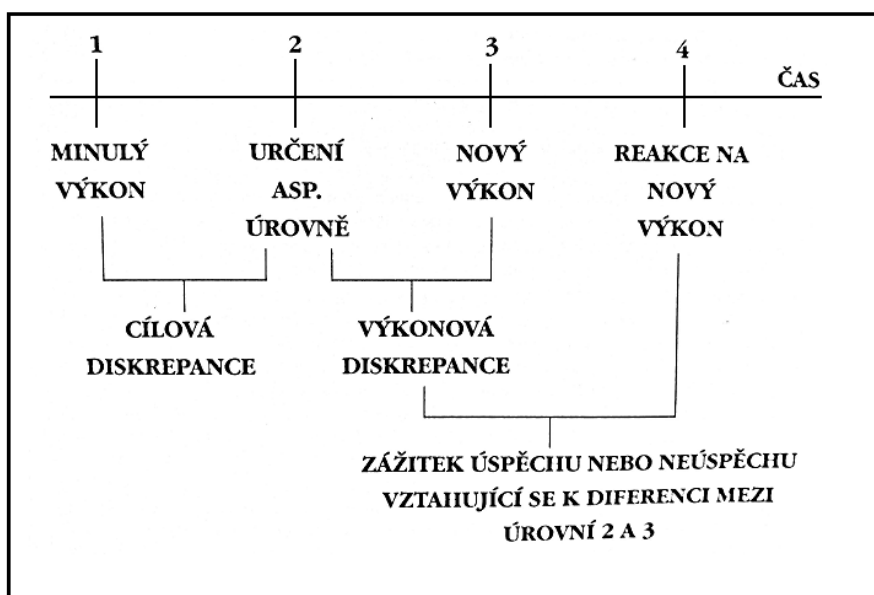 1 2 3 4
ČAS
MINULÝ
VÝKON
URČENÍ
ASP.
ÚROVNĚ
NOVÝ
VÝKON
REAKCE NA
NOVÝ
VÝKON
CÍLOVÁ
DISKREPANCE
VÝKONOVÁ
DISKREPANCE
ZÁŽITEK ÚSPĚCHU NEBO NEÚSPĚCHU
VZTAHUJÍCÍ SE K DIFERENCI MEZI
ÚROVNÍ 2 A 3